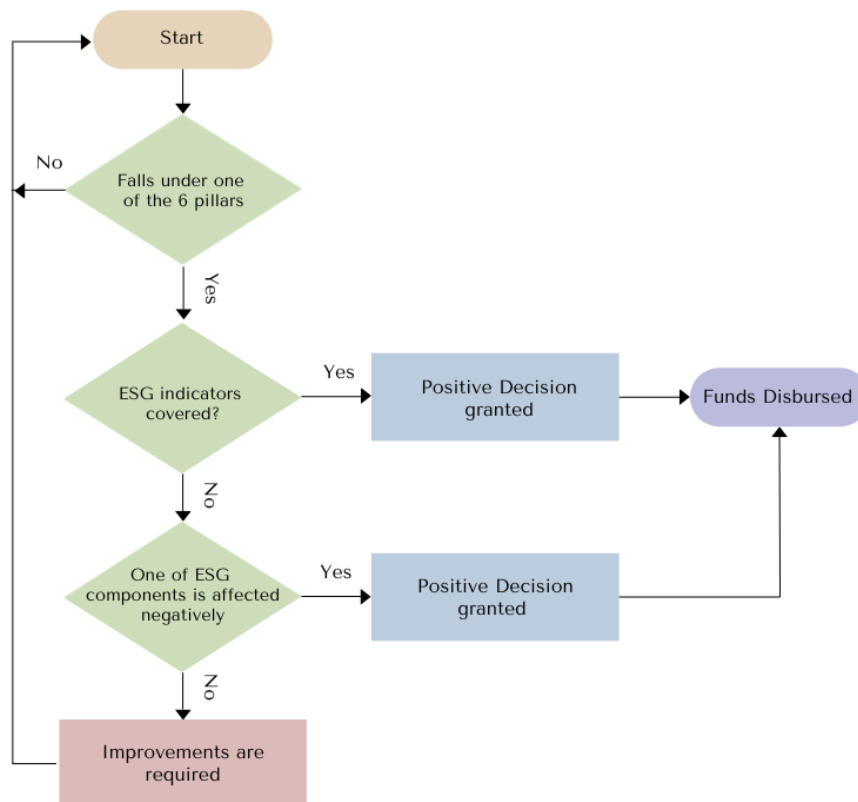 Start
No
Falls under one
of the 6 pillars
Yes
ESG indicators
covered?
Yes
Positive Decision
granted
Funds Disbursed
No
One of ESG
components is affected
negatively
Yes
Positive Decision
granted
No
Improvements are
required